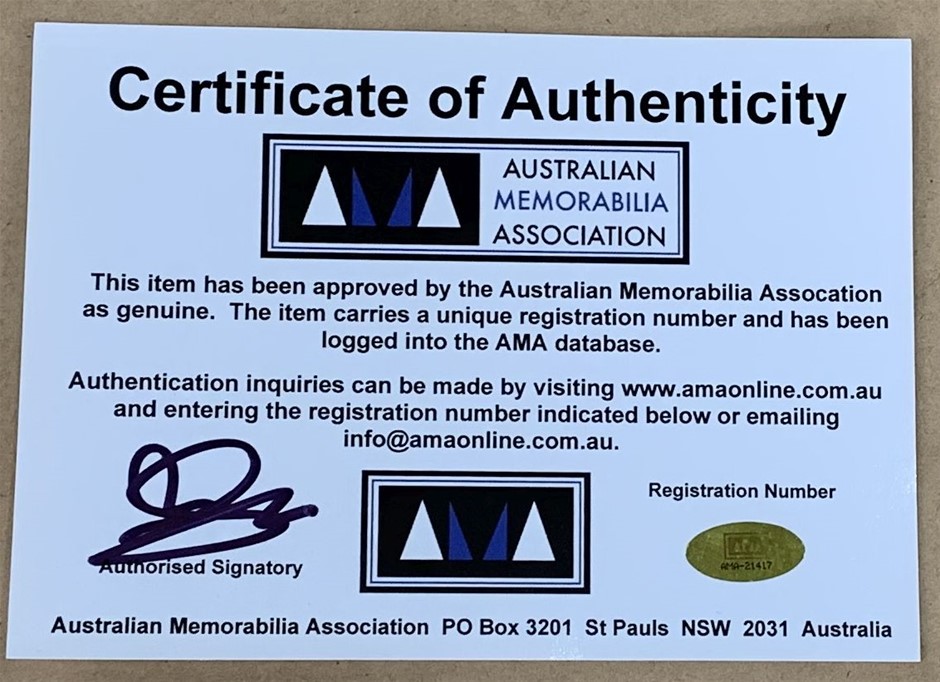 Certificate of Authenticity
AMA
AUSTRALIAN
MEMORABILIA
ASSOCIATION
This item has been approved by the Australian Memorabilia Assocation
as genuine.  The item carries a unique registration number and has been
logged into the AMA database.
Authentication inquiries can be made by visiting www.amaonline.com.au
and entering the registration number indicated below or emailing
info@amaonline.com.au.
AMA
Registration Number
AMA
AMA-21417
Authorised Signatory
Australian Memorabilia Association  PO Box 3201  St Pauls  NSW  2031  Australia